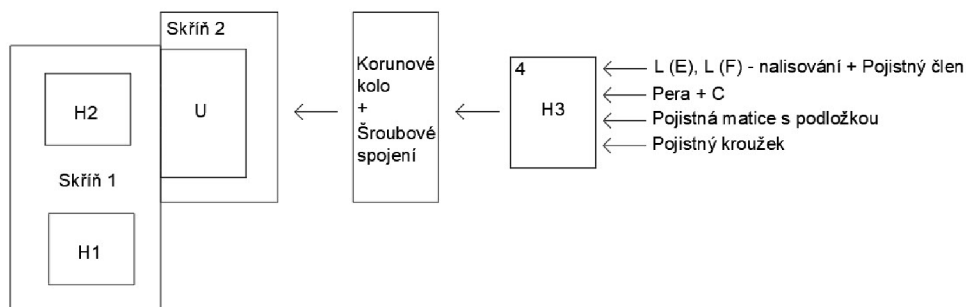 Skříň 2
H2
U
Skříň 1
H1
Korunové
kolo
+
Šroubové
spojení
4
H3
L (E), L (F) - nalisování + Pojistný člen
Pera + C
Pojistná matice s podložkou
Pojistný kroužek